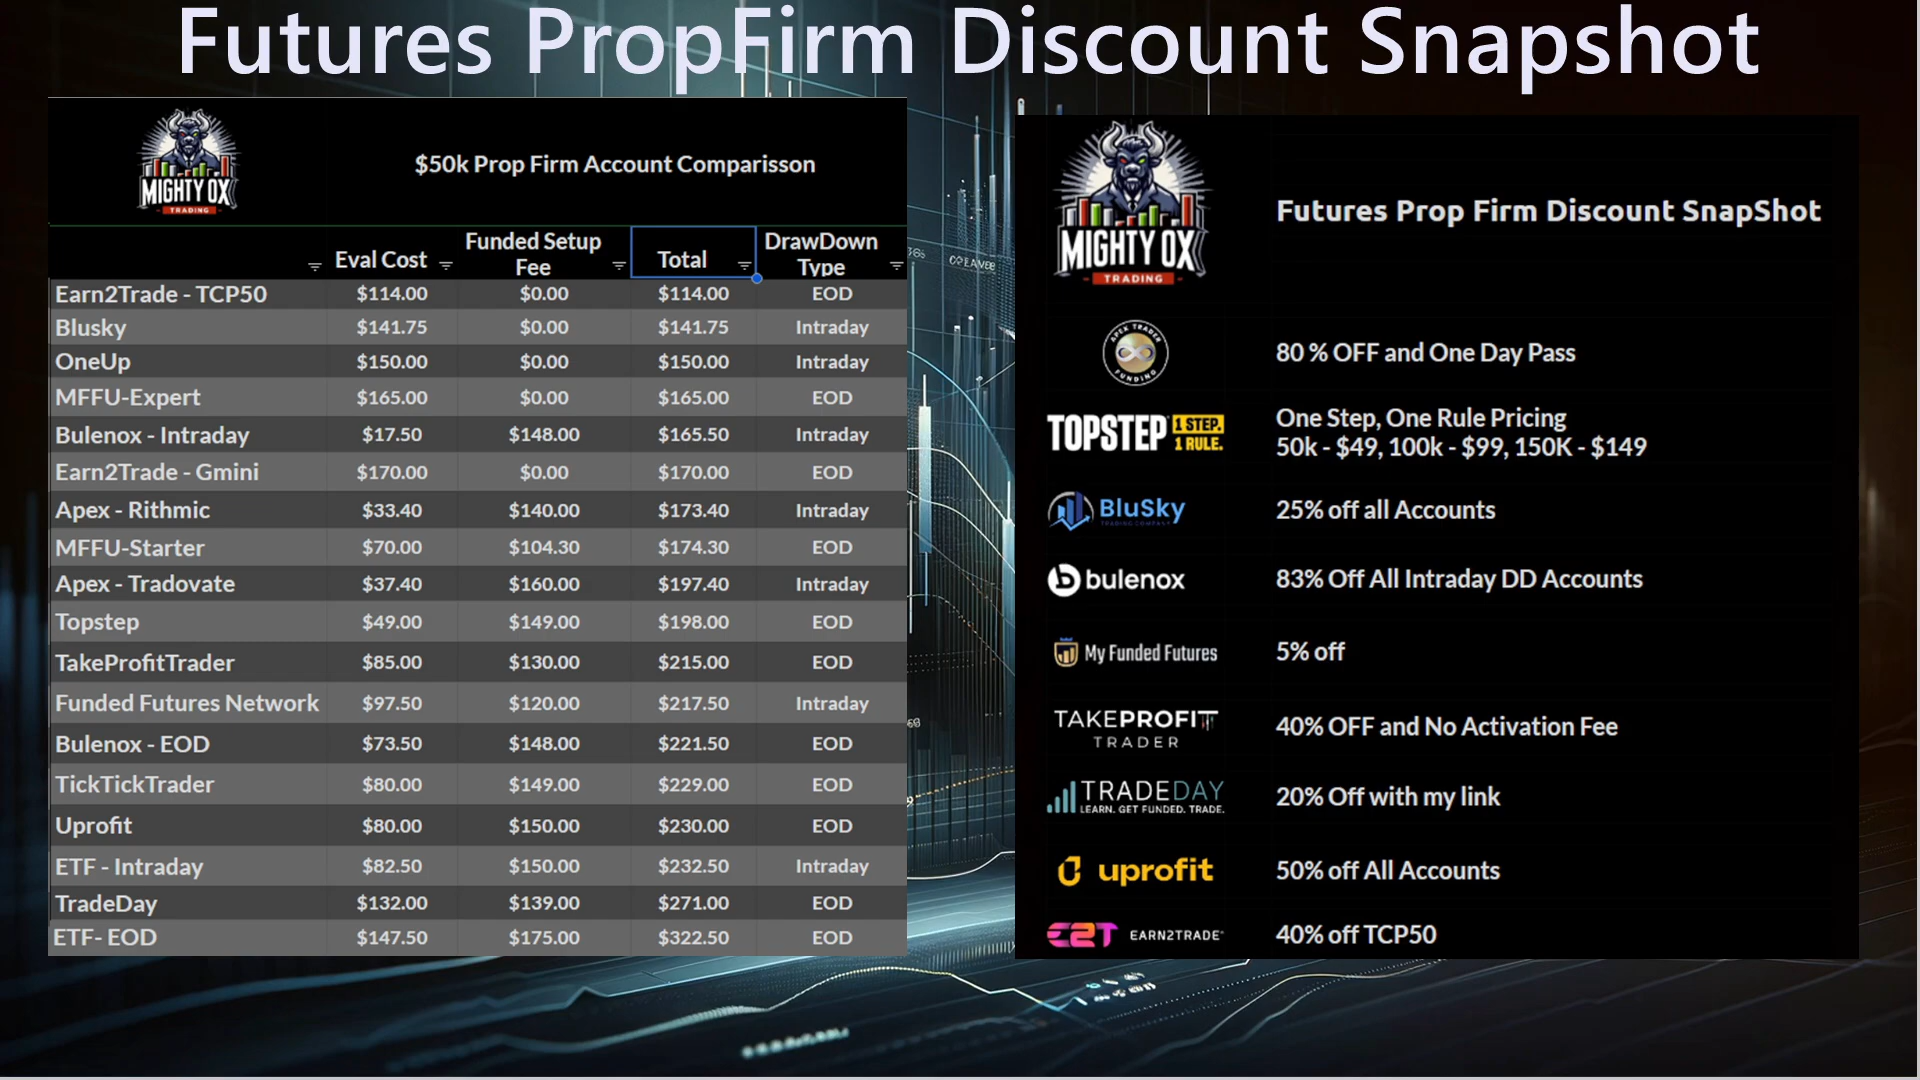 Futures PropFirm Discount Snapshot
MIGHTY OX
TRADING
$50k Prop Firm Account Comparisson
Eval Cost Funded Setup Fee Total DrawDown Type
Earn2Trade - TCP50 $114.00 $0.00 $114.00 EOD
Blusky $141.75 $0.00 $141.75 Intraday
OneUp $150.00 $0.00 $150.00 Intraday
MFFU-Expert $165.00 $0.00 $165.00 EOD
Bulenox - Intraday $17.50 $148.00 $165.50 Intraday
Earn2Trade - Gmini $170.00 $0.00 $170.00 EOD
Apex - Rithmic $33.40 $140.00 $173.40 Intraday
MFFU-Starter $70.00 $104.30 $174.30 EOD
Apex - Tradovate $37.40 $160.00 $197.40 Intraday
Topstep $49.00 $149.00 $198.00 EOD
TakeProfitTrader $85.00 $130.00 $215.00 EOD
Funded Futures Network $97.50 $120.00 $217.50 Intraday
Bulenox - EOD $73.50 $148.00 $221.50 EOD
TickTickTrader $80.00 $149.00 $229.00 EOD
Uprofit $80.00 $150.00 $230.00 EOD
ETF - Intraday $82.50 $150.00 $232.50 Intraday
TradeDay $132.00 $139.00 $271.00 EOD
ETF- EOD $147.50 $175.00 $322.50 EOD
MIGHTY OX
TRADING
Futures Prop Firm Discount SnapShot
APEX TRADER FUNDING
80 % OFF and One Day Pass
TOPSTEP 1 STEP. 1 RULE.
One Step, One Rule Pricing
50k - $49, 100k - $99, 150K - $149
BluSky
TRADING COMPANY
25% off all Accounts
bulenox
83% Off All Intraday DD Accounts
My Funded Futures
5% off
TAKEPROFIT
TRADER
40% OFF and No Activation Fee
TRADEDAY
LEARN. GET FUNDED. TRADE.
20% Off with my link
uprofit
50% off All Accounts
E2T EARN2TRADE
40% off TCP50